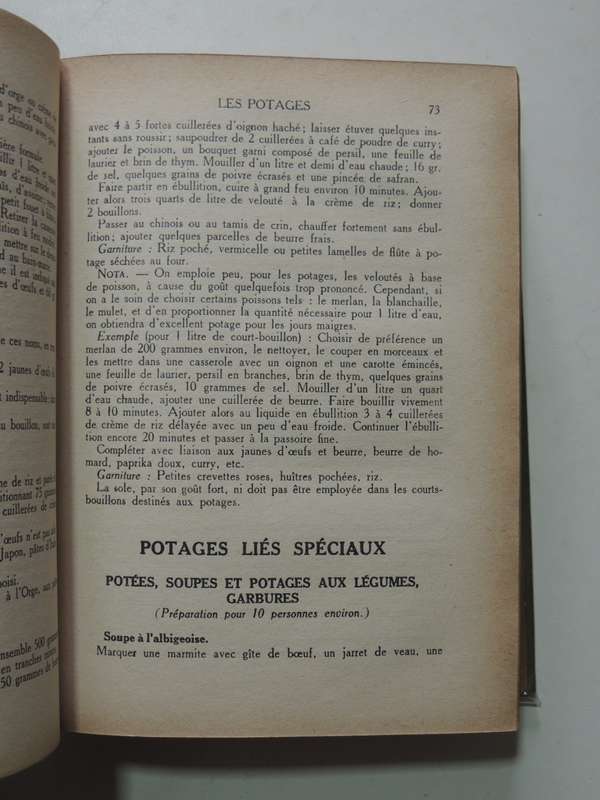 LES POTAGES 73
avec 4 à 5 fortes cuillerées d'oignon haché ; laisser étuver quelques ins-
tants sans roussir ; saupoudrer de 2 cuillerées à café de poudre de curry ;
ajouter le poisson, un bouquet garni composé de persil, une feuille de
laurier et brin de thym. Mouiller d'un litre et demi d'eau chaude ; 16 gr.
de sel, quelques grains de poivre écrasés et une pincée de safran.
Faire partir en ébullition, cuire à grand feu environ 10 minutes. Ajou-
ter alors trois quarts de litre de velouté à la crème de riz ; donner
2 bouillons.
Passer au chinois ou au tamis de crin, chauffer fortement sans ébul-
lition ; ajouter quelques parcelles de beurre frais.
Garniture : Riz poché, vermicelle ou petites lamelles de flûte à po-
tage séchées au four.
NOTA. — On emploie peu, pour les potages, les veloutés à base
de poisson, à cause du goût quelquefois trop prononcé. Cependant, si
on a le soin de choisir certains poissons tels : le merlan, la blanchaille,
le mulet, et d'en proportionner la quantité nécessaire pour 1 litre d'eau,
on obtiendra d'excellent potage pour les jours maigres.
Exemple (pour 1 litre de court-bouillon) : Choisir de préférence un
merlan de 200 grammes environ, le nettoyer, le couper en morceaux et
les mettre dans une casserole avec un oignon et une carotte émincés,
une feuille de laurier, persil en branches, brin de thym, quelques grains
de poivre écrasés, 10 grammes de sel. Mouiller d'un litre un quart
d'eau chaude, ajouter une cuillerée de beurre. Faire bouillir vivement
8 à 10 minutes. Ajouter alors au liquide en ébullition 3 à 4 cuillerées
de crème de riz délayée avec un peu d'eau froide. Continuer l'ébulli-
tion encore 20 minutes et passer à la passoire fine.
Compléter avec liaison aux jaunes d'œufs et beurre, beurre de ho-
mard, paprika doux, curry, etc.
Garniture : Petites crevettes roses, huîtres pochées, riz.
La sole, par son goût fort, ni doit pas être employée dans les courts-
bouillons destinés aux potages.
POTAGES LIÉS SPÉCIAUX
POTÉES, SOUPES ET POTAGES AUX LÉGUMES,
GARBURES
(Préparation pour 10 personnes environ.)
Soupe à l'albigeoise.
Marquer une marmite avec gîte de bœuf, un jarret de veau, une